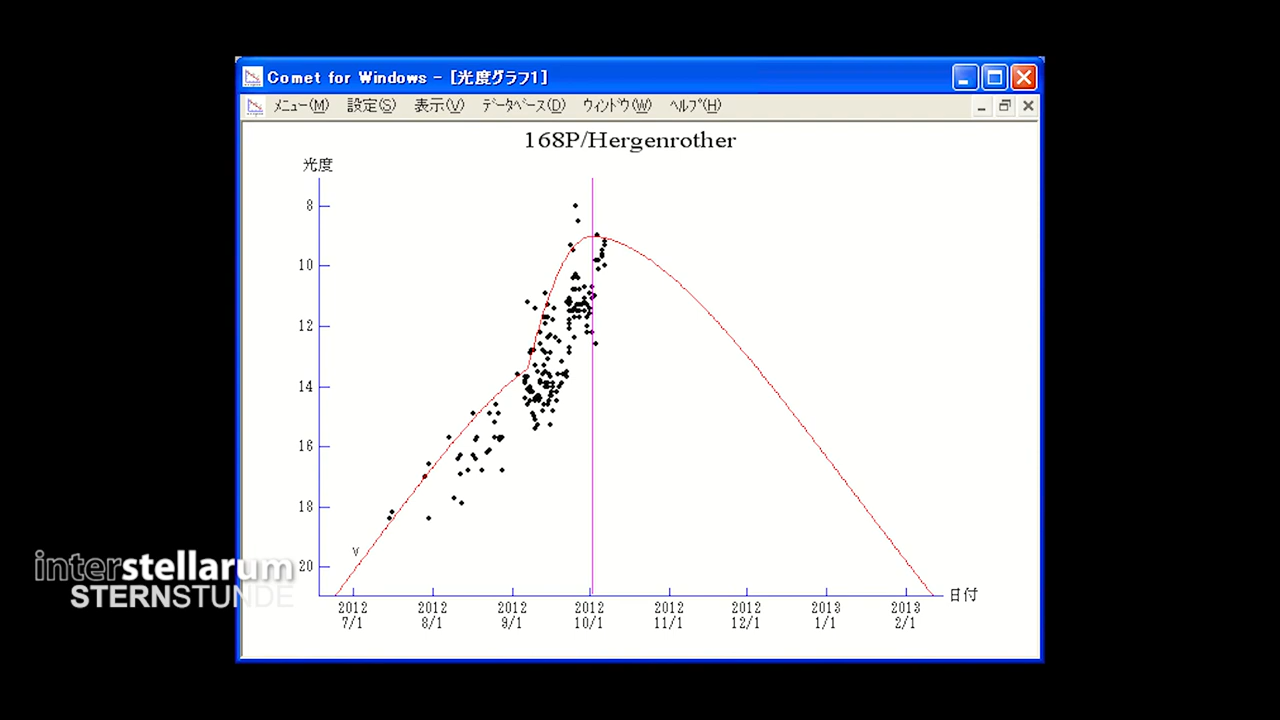 Comet for Windows - [光度グラフ1]
メニュー(M) 設定(S) 表示(V) データベース(D) ウィンドウ(W) ヘルプ(H)
168P/Hergenrother
光度
8
10
12
14
16
18
V
20
interstellarum
STERNSTUNDE
日付
2012 2012 2012 2012 2012 2012 2013 2013
7/1 8/1 9/1 10/1 11/1 12/1 1/1 2/1